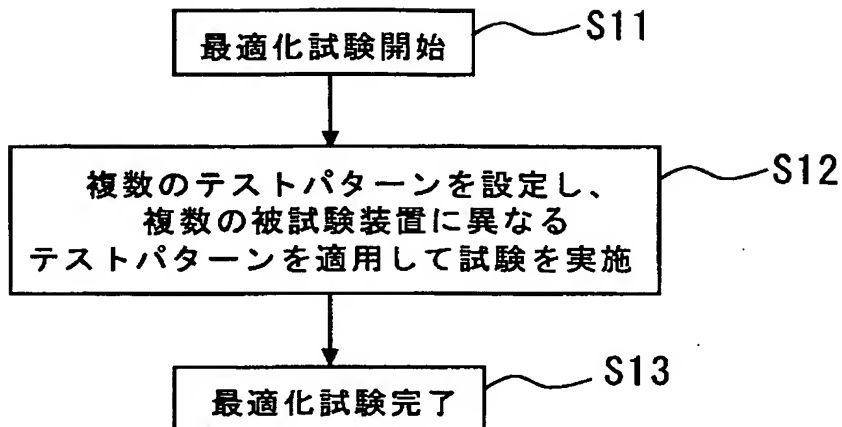 最適化試験開始
S11
複数のテストパターンを設定し、
複数の被試験装置に異なる
テストパターンを適用して試験を実施
S12
最適化試験完了
S13